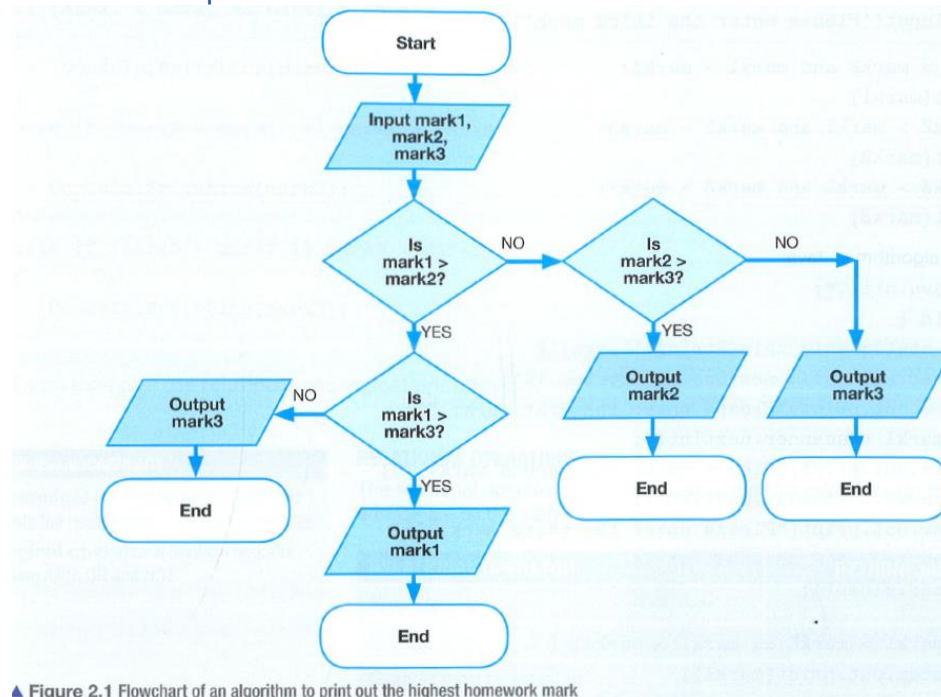 Start
Input mark1,
mark2,
mark3
Is
mark1 >
mark2?
NO
Is
mark2 >
mark3?
NO
YES
YES
Output
mark3
NO
Is
mark1 >
mark3?
Output
mark2
Output
mark3
End
YES
End
End
Output
mark1
End
Figure 2.1 Flowchart of an algorithm to print out the highest homework mark